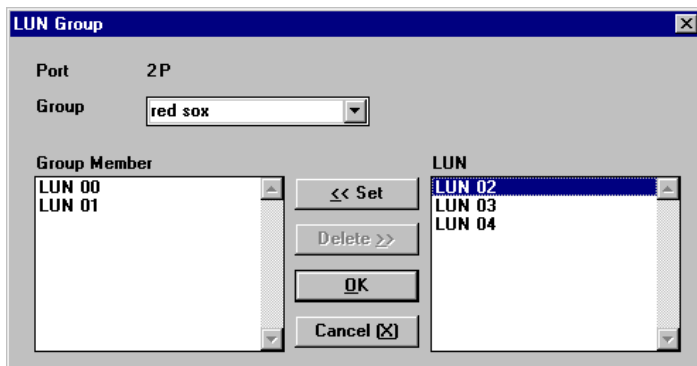 LUN Group
Port 2P
Group red sox
Group Member
LUN 00
LUN 01
<< Set
Delete >>
OK
Cancel (X)
LUN
LUN 02
LUN 03
LUN 04